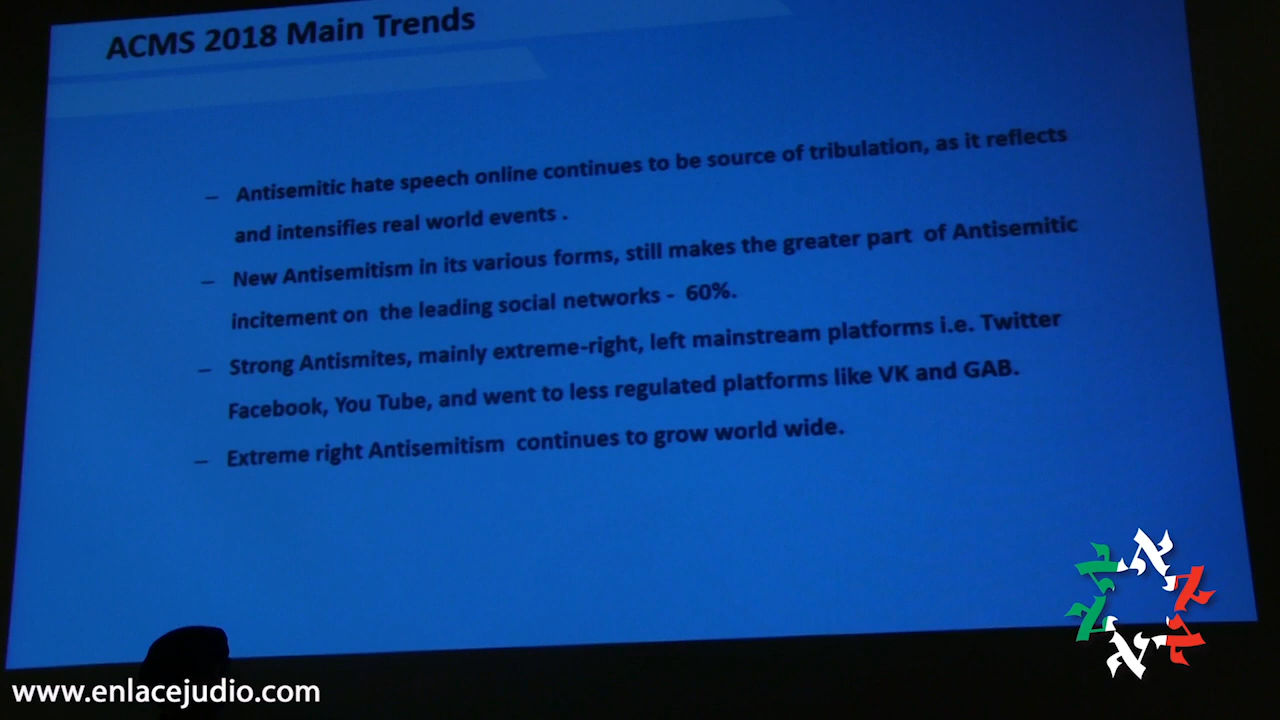 ACMS 2018 Main Trends
– Antisemitic hate speech online continues to be source of tribulation, as it reflects
and intensifies real world events .
– New Antisemitism in its various forms, still makes the greater part of Antisemitic
incitement on the leading social networks - 60%.
– Strong Antismites, mainly extreme-right, left mainstream platforms i.e. Twitter
Facebook, You Tube, and went to less regulated platforms like VK and GAB.
– Extreme right Antisemitism continues to grow world wide.
א א א א א א
www.enlacejudio.com